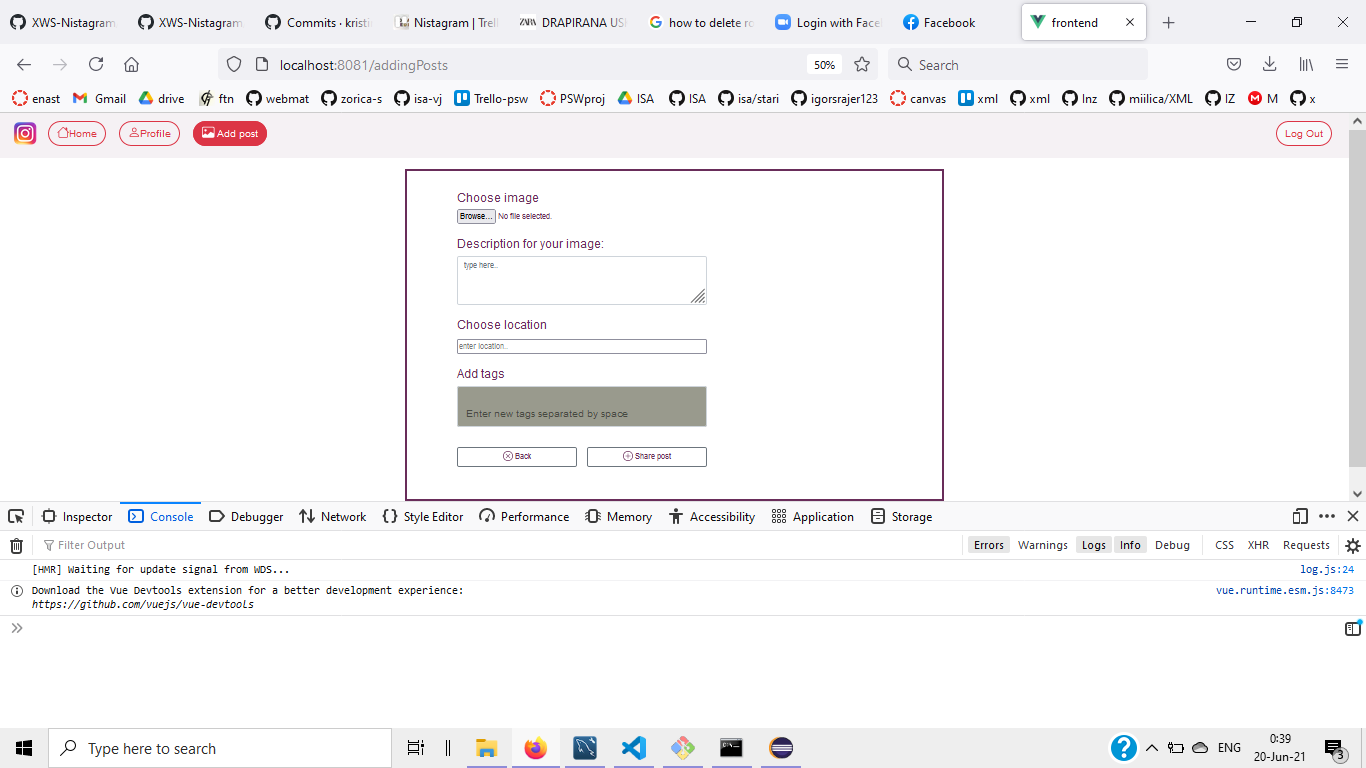 XWS-Nistagram
XWS-Nistagram
Commits · kristi
Nistagram | Trell
ZARA DRAPIRANA US
how to delete ro
Login with Face
Facebook
frontend
localhost:8081/addingPosts
50%
Search
enast
Gmail
drive
ftn
webmat
zorica-s
isa-vj
Trello-psw
PSWproj
ISA
ISA
isa/stari
igorsrajer123
canvas
xml
xml
lnz
miilica/XML
IZ
M
x
Home
Profile
Add post
Log Out
Choose image
Browse... No file selected.
Description for your image:
type here..
Choose location
enter location..
Add tags
Enter new tags separated by space
Back
Share post
Inspector
Console
Debugger
Network
Style Editor
Performance
Memory
Accessibility
Application
Storage
Filter Output
Errors
Warnings
Logs
Info
Debug
CSS
XHR
Requests
[HMR] Waiting for update signal from WDS...
log.js:24
Download the Vue Devtools extension for a better development experience:
vue.runtime.esm.js:8473
https://github.com/vuejs/vue-devtools
Type here to search
ENG
0:39
20-Jun-21
3